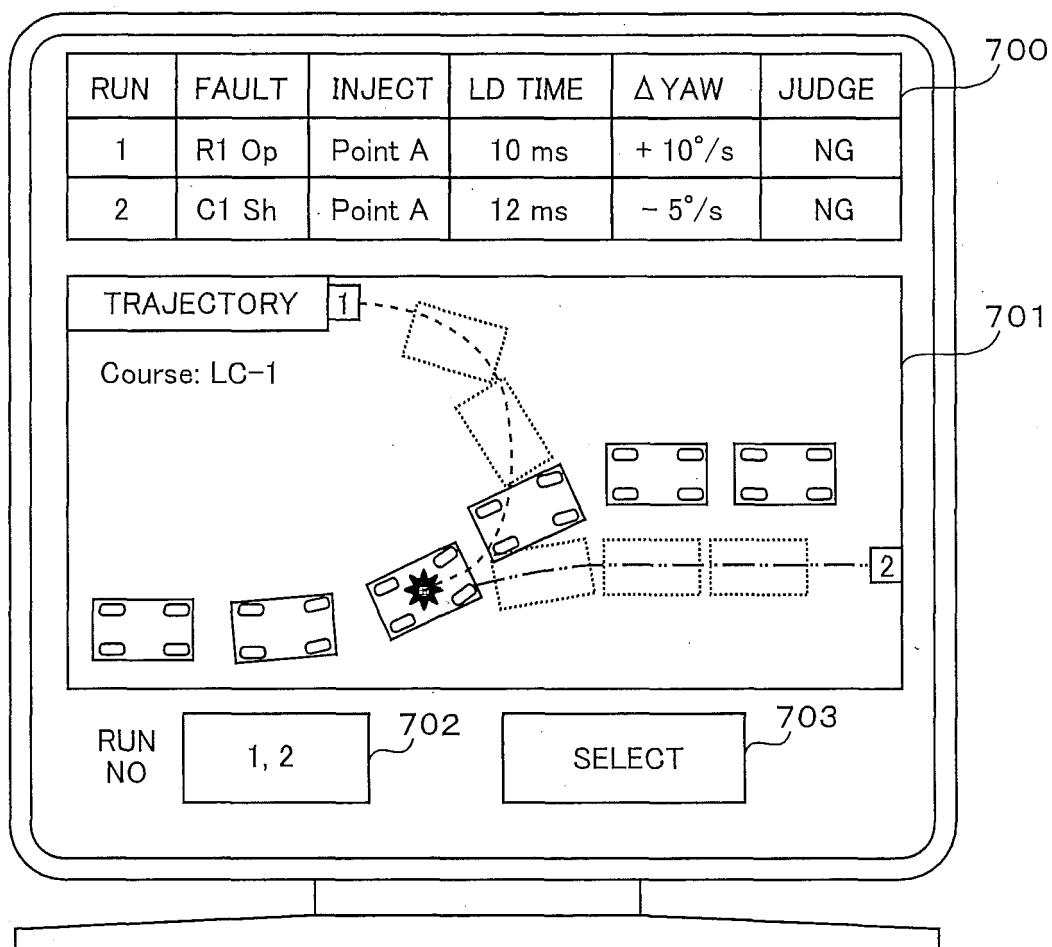 700
RUN FAULT INJECT LD TIME Δ YAW JUDGE
1 R1 Op Point A 10 ms + 10°/s NG
2 C1 Sh Point A 12 ms − 5°/s NG
701
TRAJECTORY 1
Course: LC-1
2
702
703
RUN NO 1, 2 SELECT